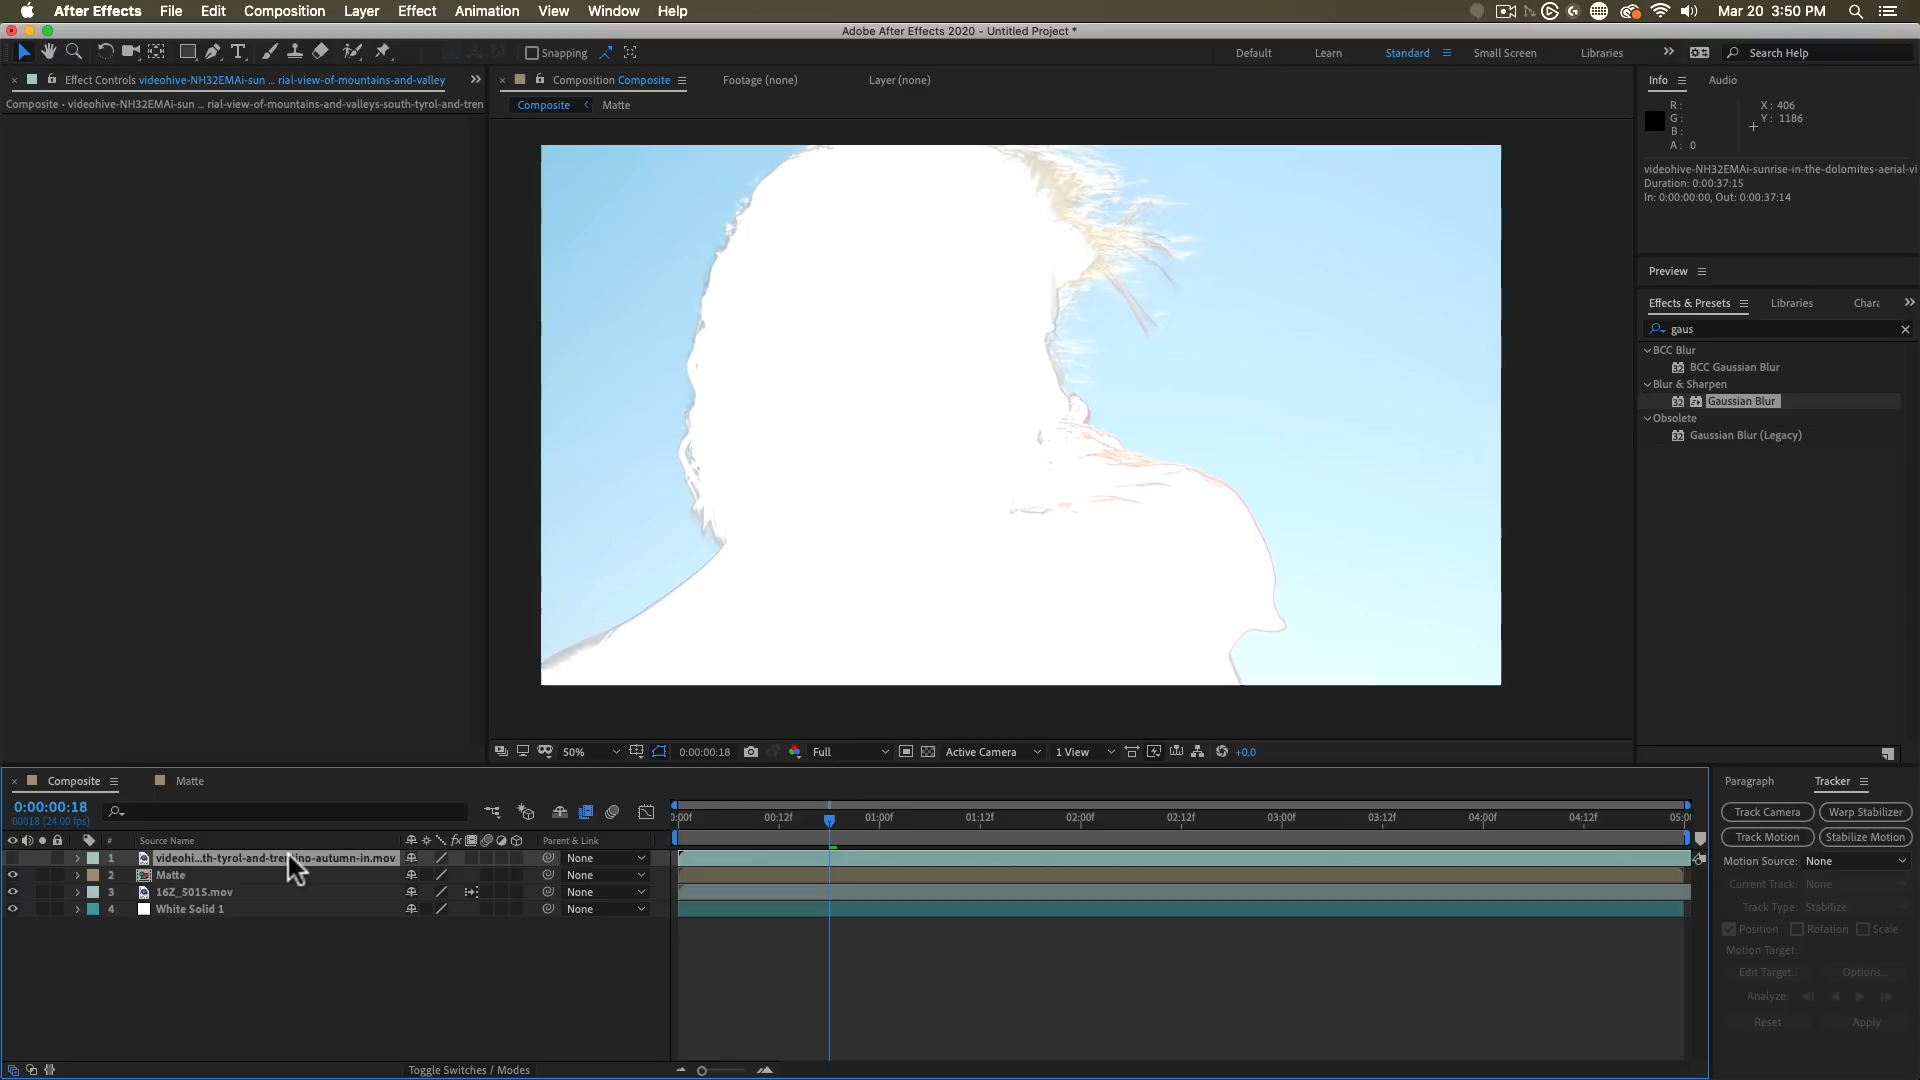 After Effects File Edit Composition Layer Effect Animation View Window Help Mar 20 3:50 PM
Adobe After Effects 2020 - Untitled Project *
Snapping Default Learn Standard Small Screen Libraries Search Help
Effect Controls videohive-NH32EMAi-sun ... rial-view-of-mountains-and-valley
Composition Composite Footage (none) Layer (none)
Info Audio
Composite • videohive-NH32EMAi-sun ... rial-view-of-mountains-and-valleys-south-tyrol-and-tren
Composite Matte
R : X : 406
G : Y : 1186
B :
A : 0
videohive-NH32EMAi-sunrise-in-the-dolomites-aerial-vi
Duration: 0:00:37:15
In: 0:00:00:00, Out: 0:00:37:14
Preview
Effects & Presets Libraries Chara
gaus
BCC Blur
32 BCC Gaussian Blur
Blur & Sharpen
32 Gaussian Blur
Obsolete
32 Gaussian Blur (Legacy)
50% 0:00:00:18 Full Active Camera 1 View +0.0
Composite Matte
Paragraph Tracker
0:00:00:18
00018 (24.00 fps)
0:00f 00:12f 01:00f 01:12f 02:00f 02:12f 03:00f 03:12f 04:00f 04:12f 05:0
# Source Name fx Parent & Link
1 videohi...th-tyrol-and-trentino-autumn-in.mov None
2 Matte None
3 16Z_5015.mov None
4 White Solid 1 None
Track Camera Warp Stabilizer
Track Motion Stabilize Motion
Motion Source: None
Current Track: None
Track Type: Stabilize
Position Rotation Scale
Motion Target:
Edit Target... Options...
Analyze:
Reset Apply
Toggle Switches / Modes